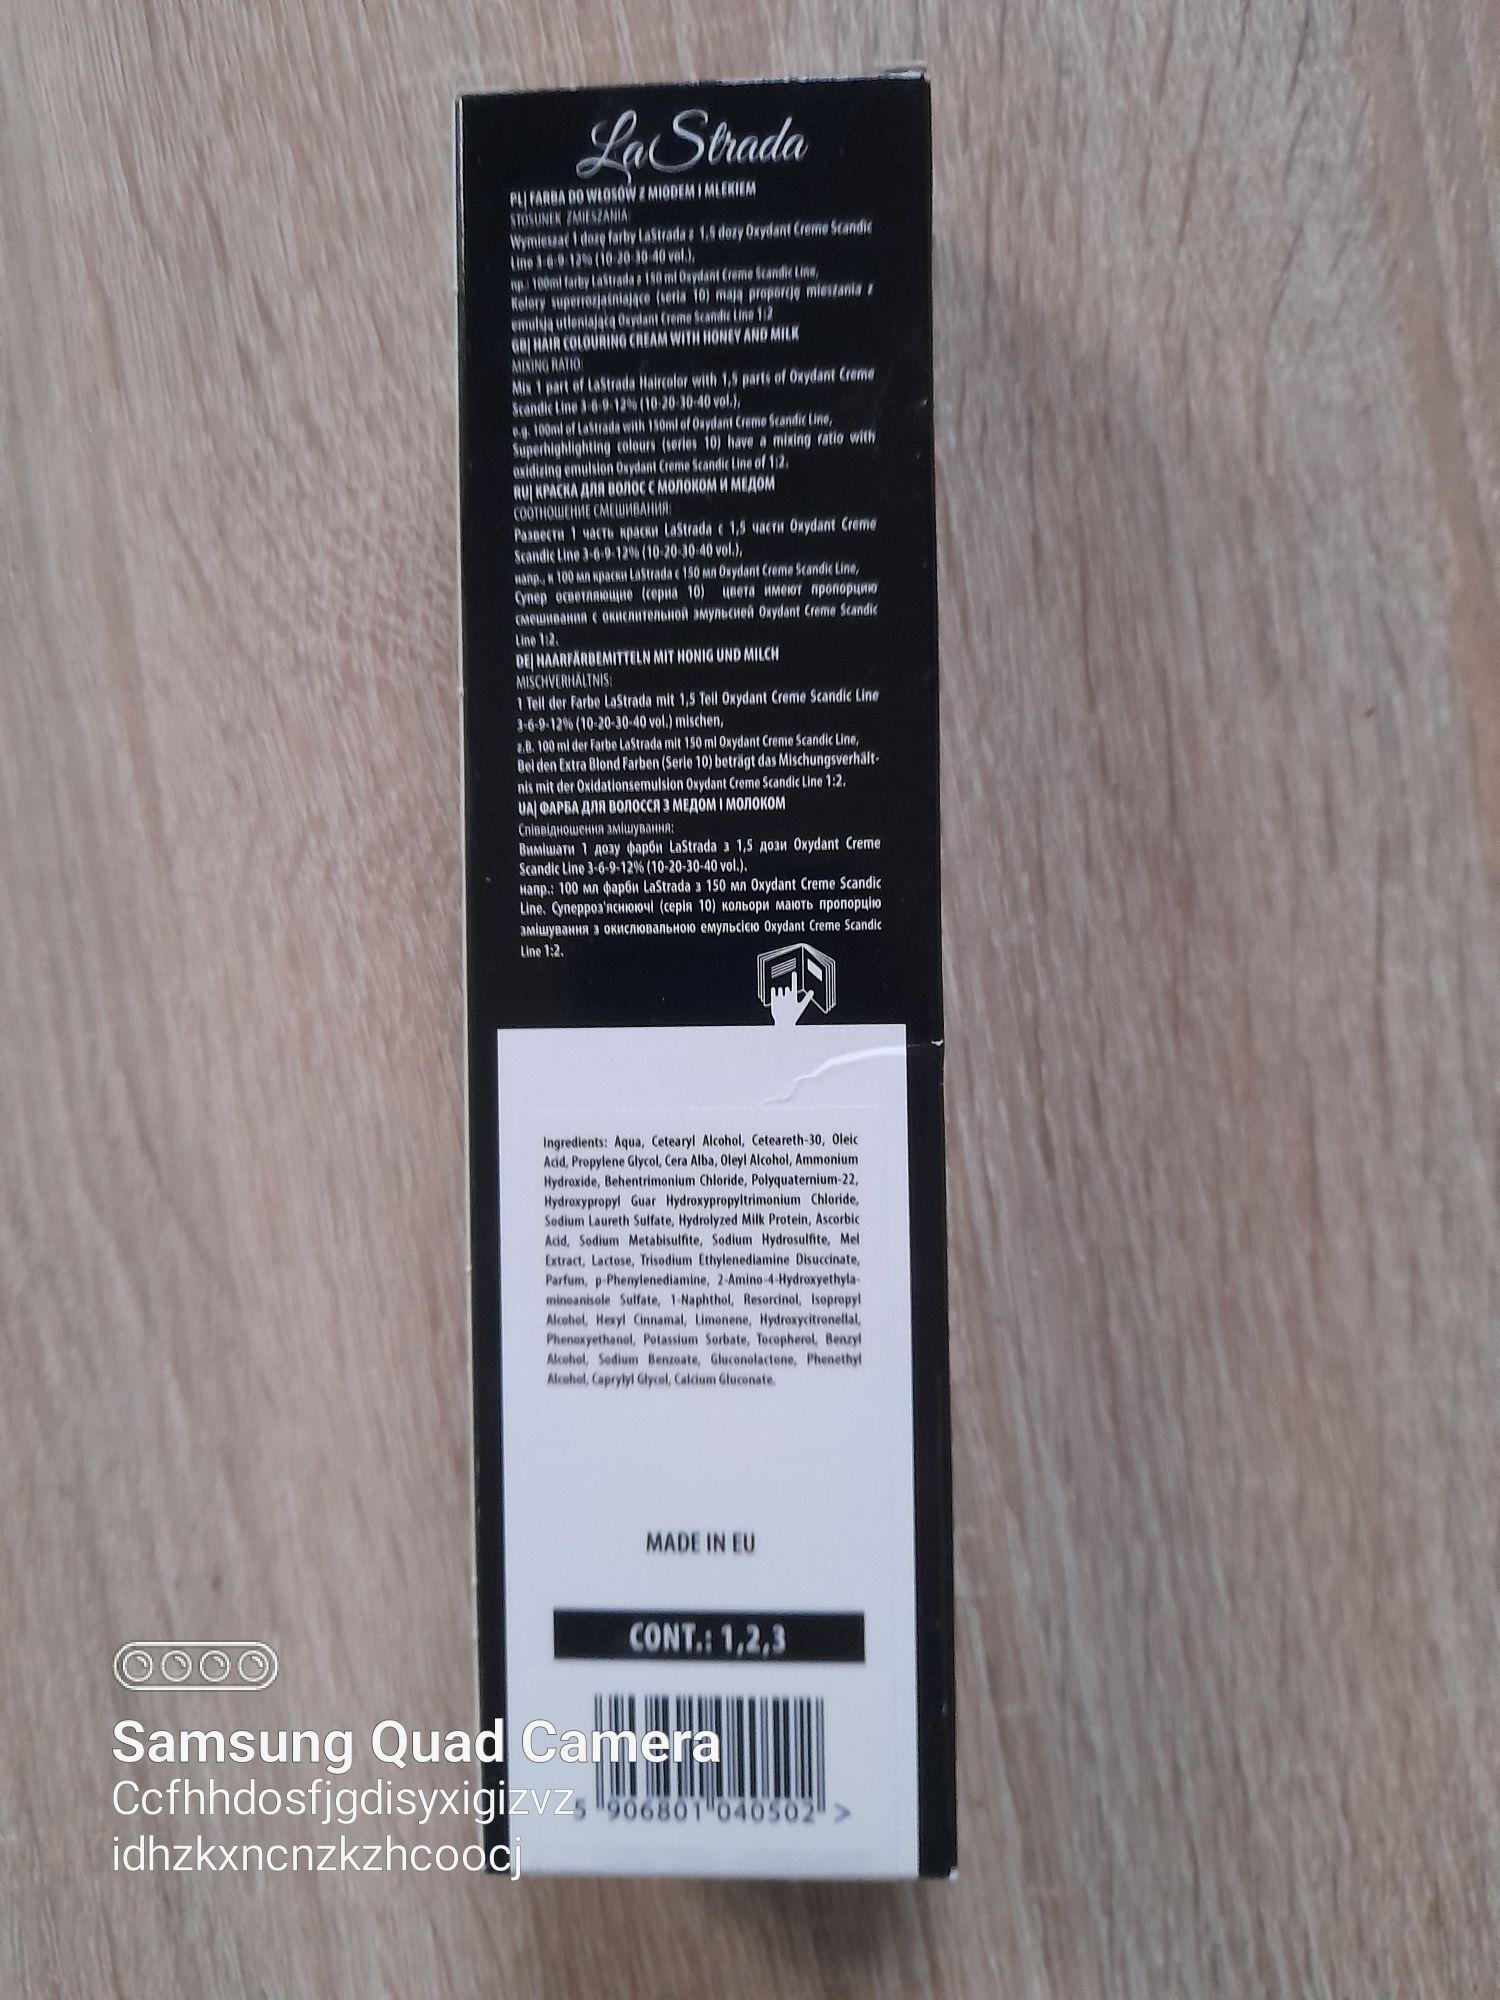 LaStrada
PL| FARBA DO WŁOSÓW Z MIODEM I MLEKIEM
STOSUNEK ZMIESZANIA:
Wymieszać 1 dozę farby LaStrada z 1,5 dozy Oxydant Creme Scandic
Line 3-6-9-12% (10-20-30-40 vol.),
np.: 100ml farby LaStrada z 150 ml Oxydant Creme Scandic Line,
Kolory superrozjaśniające (seria 10) mają proporcję mieszania z
emulsją utleniającą Oxydant Creme Scandic Line 1:2
GB| HAIR COLOURING CREAM WITH HONEY AND MILK
MIXING RATIO:
Mix 1 part of LaStrada Haircolor with 1,5 parts of Oxydant Creme
Scandic Line 3-6-9-12% (10-20-30-40 vol.),
e.g. 100ml of LaStrada with 150ml of Oxydant Creme Scandic Line,
Superhighlighting colours (series 10) have a mixing ratio with
oxidizing emulsion Oxydant Creme Scandic Line of 1:2.
RU| КРАСКА ДЛЯ ВОЛОС С МОЛОКОМ И МЕДОМ
СООТНОШЕНИЕ СМЕШИВАНИЯ:
Развести 1 часть краски LaStrada с 1,5 части Oxydant Creme
Scandic Line 3-6-9-12% (10-20-30-40 vol.),
напр., к 100 мл краски LaStrada с 150 мл Oxydant Creme Scandic Line,
Супер осветляющие (серия 10) цвета имеют пропорцию
смешивания с окислительной эмульсией Oxydant Creme Scandic
Line 1:2.
DE| HAARFÄRBEMITTELN MIT HONIG UND MILCH
MISCHVERHÄLTNIS:
1 Teil der Farbe LaStrada mit 1,5 Teil Oxydant Creme Scandic Line
3-6-9-12% (10-20-30-40 vol.) mischen,
z.B. 100 ml der Farbe LaStrada mit 150 ml Oxydant Creme Scandic Line,
Bei den Extra Blond Farben (Serie 10) beträgt das Mischungsverhält-
nis mit der Oxidationsemulsion Oxydant Creme Scandic Line 1:2.
UA| ФАРБА ДЛЯ ВОЛОССЯ З МЕДОМ І МОЛОКОМ
Співвідношення змішування:
Вимішати 1 дозу фарби LaStrada з 1,5 дози Oxydant Creme
Scandic Line 3-6-9-12% (10-20-30-40 vol.).
напр.: 100 мл фарби LaStrada з 150 мл Oxydant Creme Scandic
Line. Суперроз'яснюючі (серія 10) кольори мають пропорцію
змішування з окислювальною емульсією Oxydant Creme Scandic
Line 1:2.
Ingredients: Aqua, Cetearyl Alcohol, Ceteareth-30, Oleic
Acid, Propylene Glycol, Cera Alba, Oleyl Alcohol, Ammonium
Hydroxide, Behentrimonium Chloride, Polyquaternium-22,
Hydroxypropyl Guar Hydroxypropyltrimonium Chloride,
Sodium Laureth Sulfate, Hydrolyzed Milk Protein, Ascorbic
Acid, Sodium Metabisulfite, Sodium Hydrosulfite, Mel
Extract, Lactose, Trisodium Ethylenediamine Disuccinate,
Parfum, p-Phenylenediamine, 2-Amino-4-Hydroxyethyla-
minoanisole Sulfate, 1-Naphthol, Resorcinol, Isopropyl
Alcohol, Hexyl Cinnamal, Limonene, Hydroxycitronellal,
Phenoxyethanol, Potassium Sorbate, Tocopherol, Benzyl
Alcohol, Sodium Benzoate, Gluconolactone, Phenethyl
Alcohol, Caprylyl Glycol, Calcium Gluconate.
MADE IN EU
CONT.: 1,2,3
5 906801 040502 >
Samsung Quad Camera
Ccfhhdosfjgdisyxigizvz
idhzkxncnzkzhcoocj